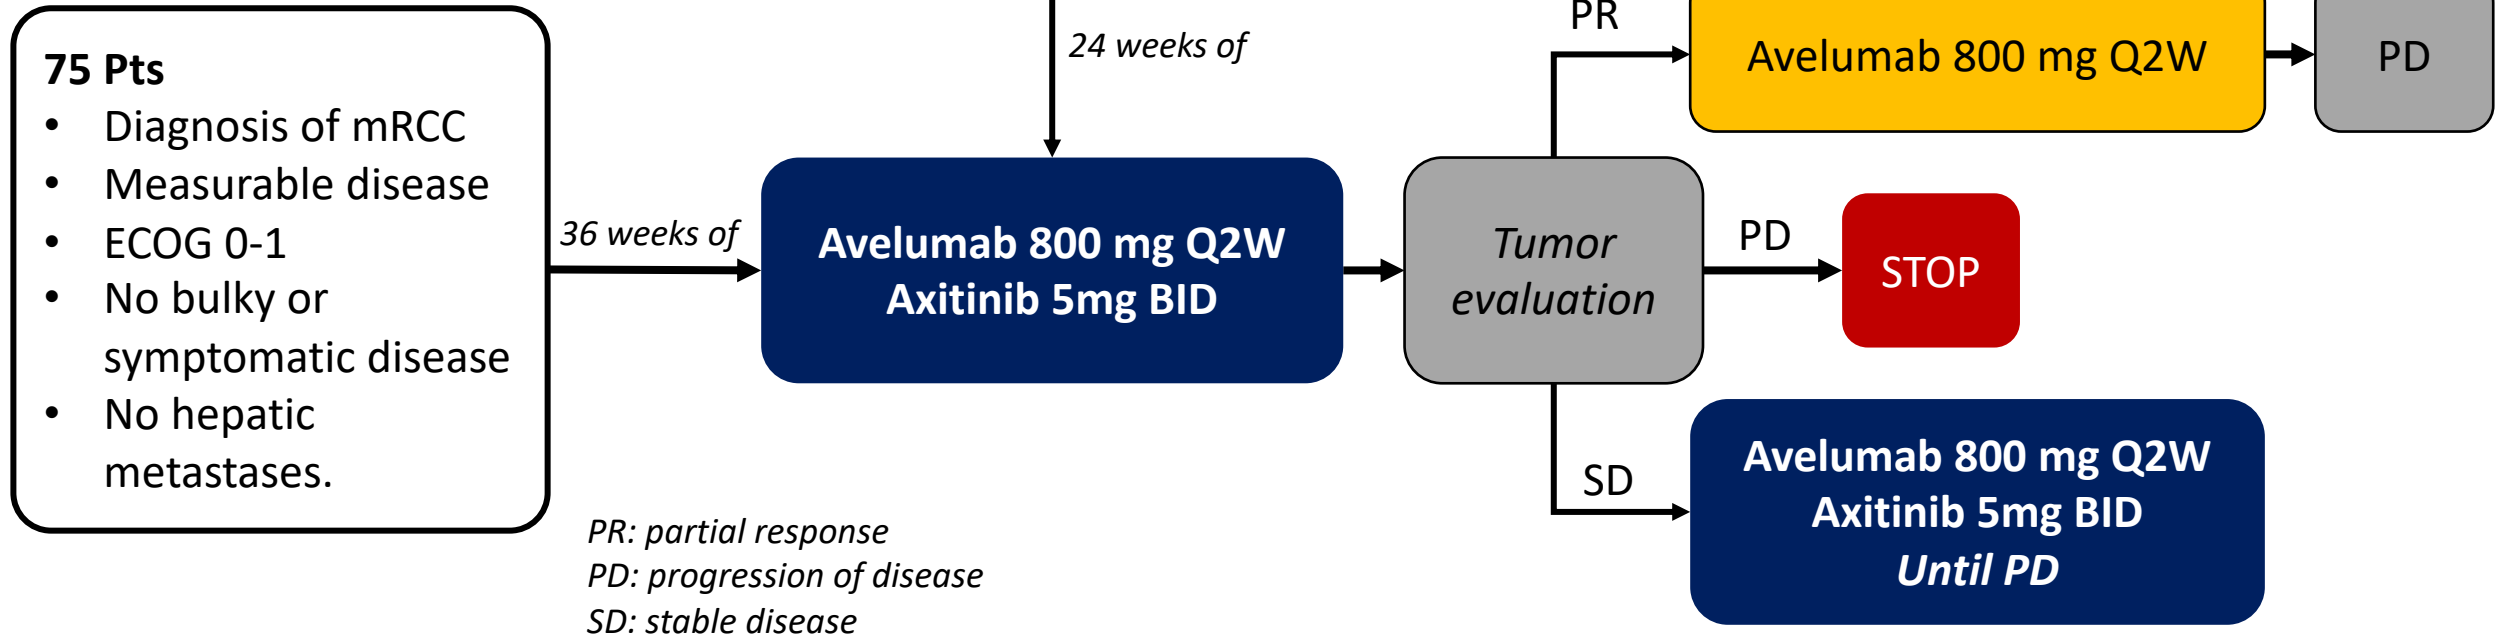 75 Pts
• Diagnosis of mRCC
• Measurable disease
• ECOG 0-1
• No bulky or
symptomatic disease
• No hepatic
metastases.
36 weeks of
24 weeks of
Avelumab 800 mg Q2W
Axitinib 5mg BID
Tumor
evaluation
PR
Avelumab 800 mg Q2W
PD
PD
STOP
SD
Avelumab 800 mg Q2W
Axitinib 5mg BID
Until PD
PR: partial response
PD: progression of disease
SD: stable disease